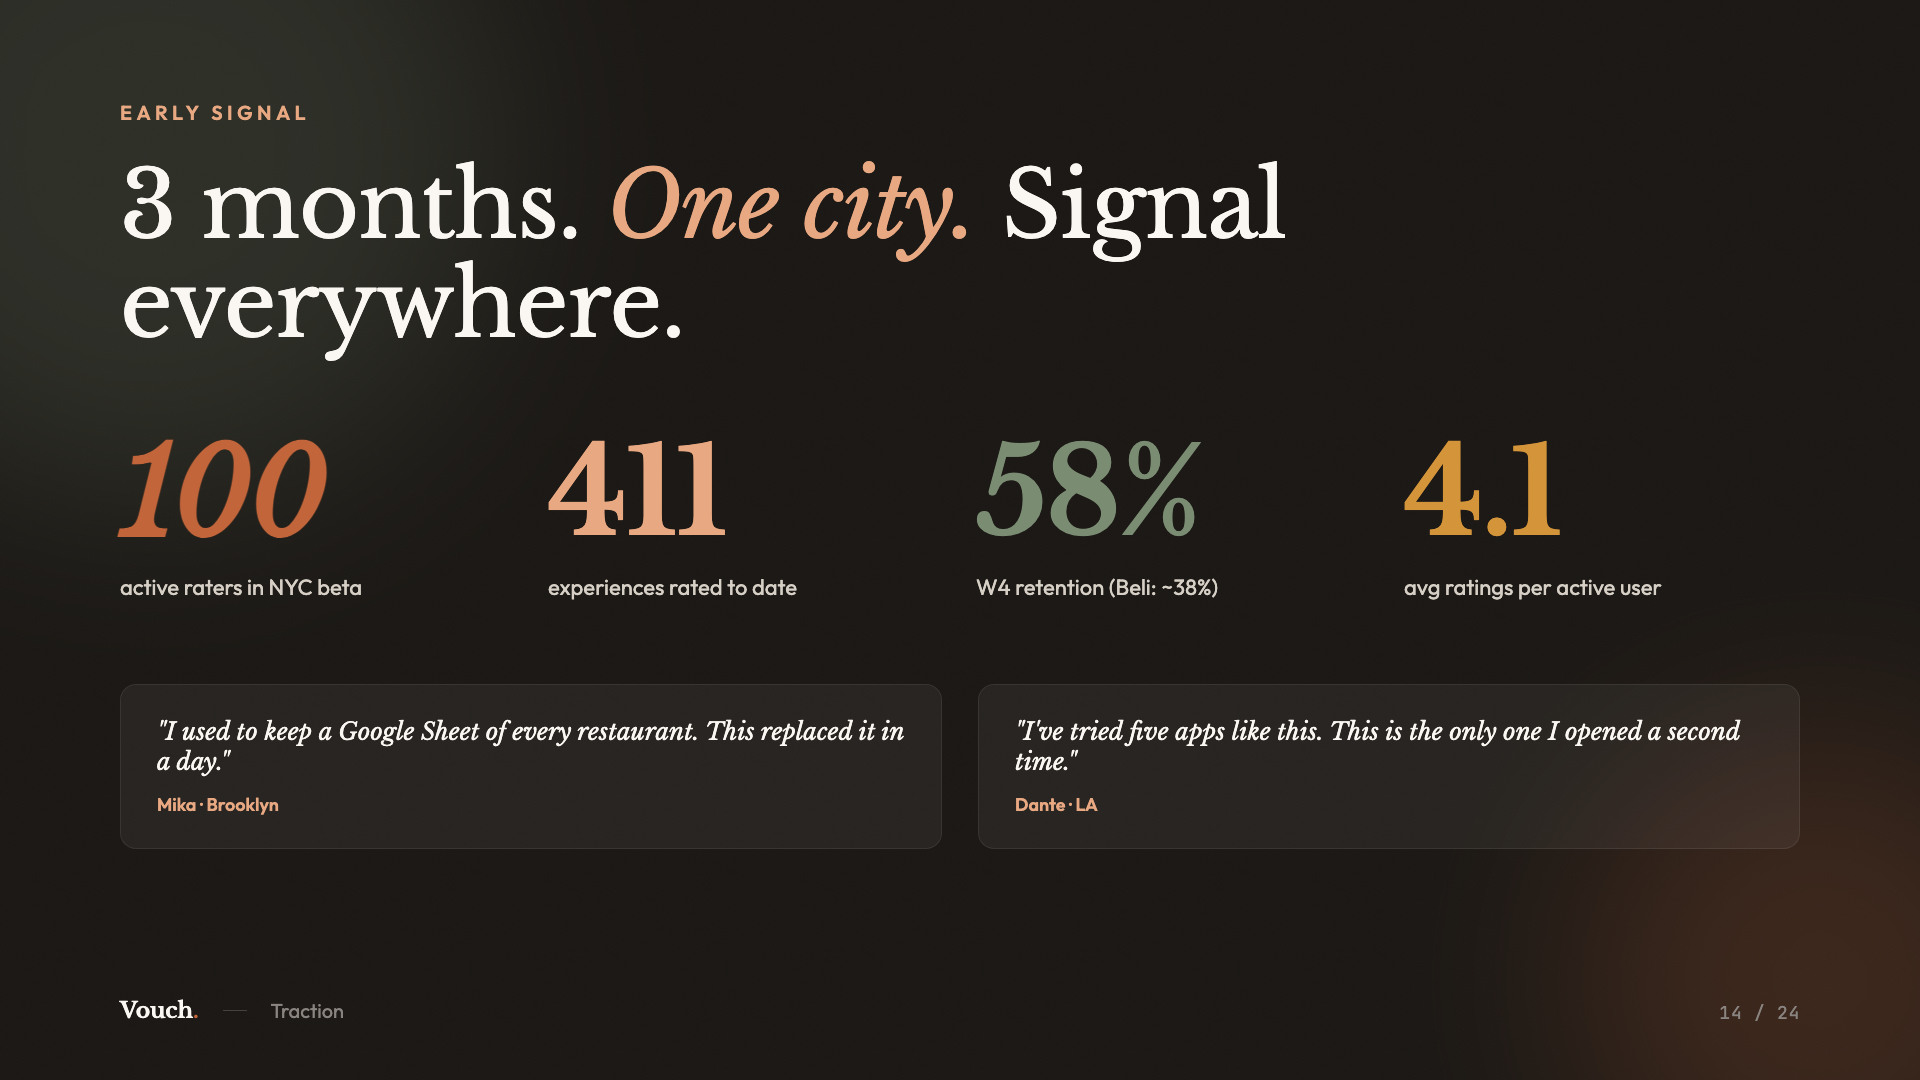 EARLY SIGNAL
3 months. One city. Signal
everywhere.
100
active raters in NYC beta
411
experiences rated to date
58%
W4 retention (Beli: ~38%)
4.1
avg ratings per active user
"I used to keep a Google Sheet of every restaurant. This replaced it in
a day."
Mika · Brooklyn
"I've tried five apps like this. This is the only one I opened a second
time."
Dante · LA
Vouch. — Traction
14 / 24